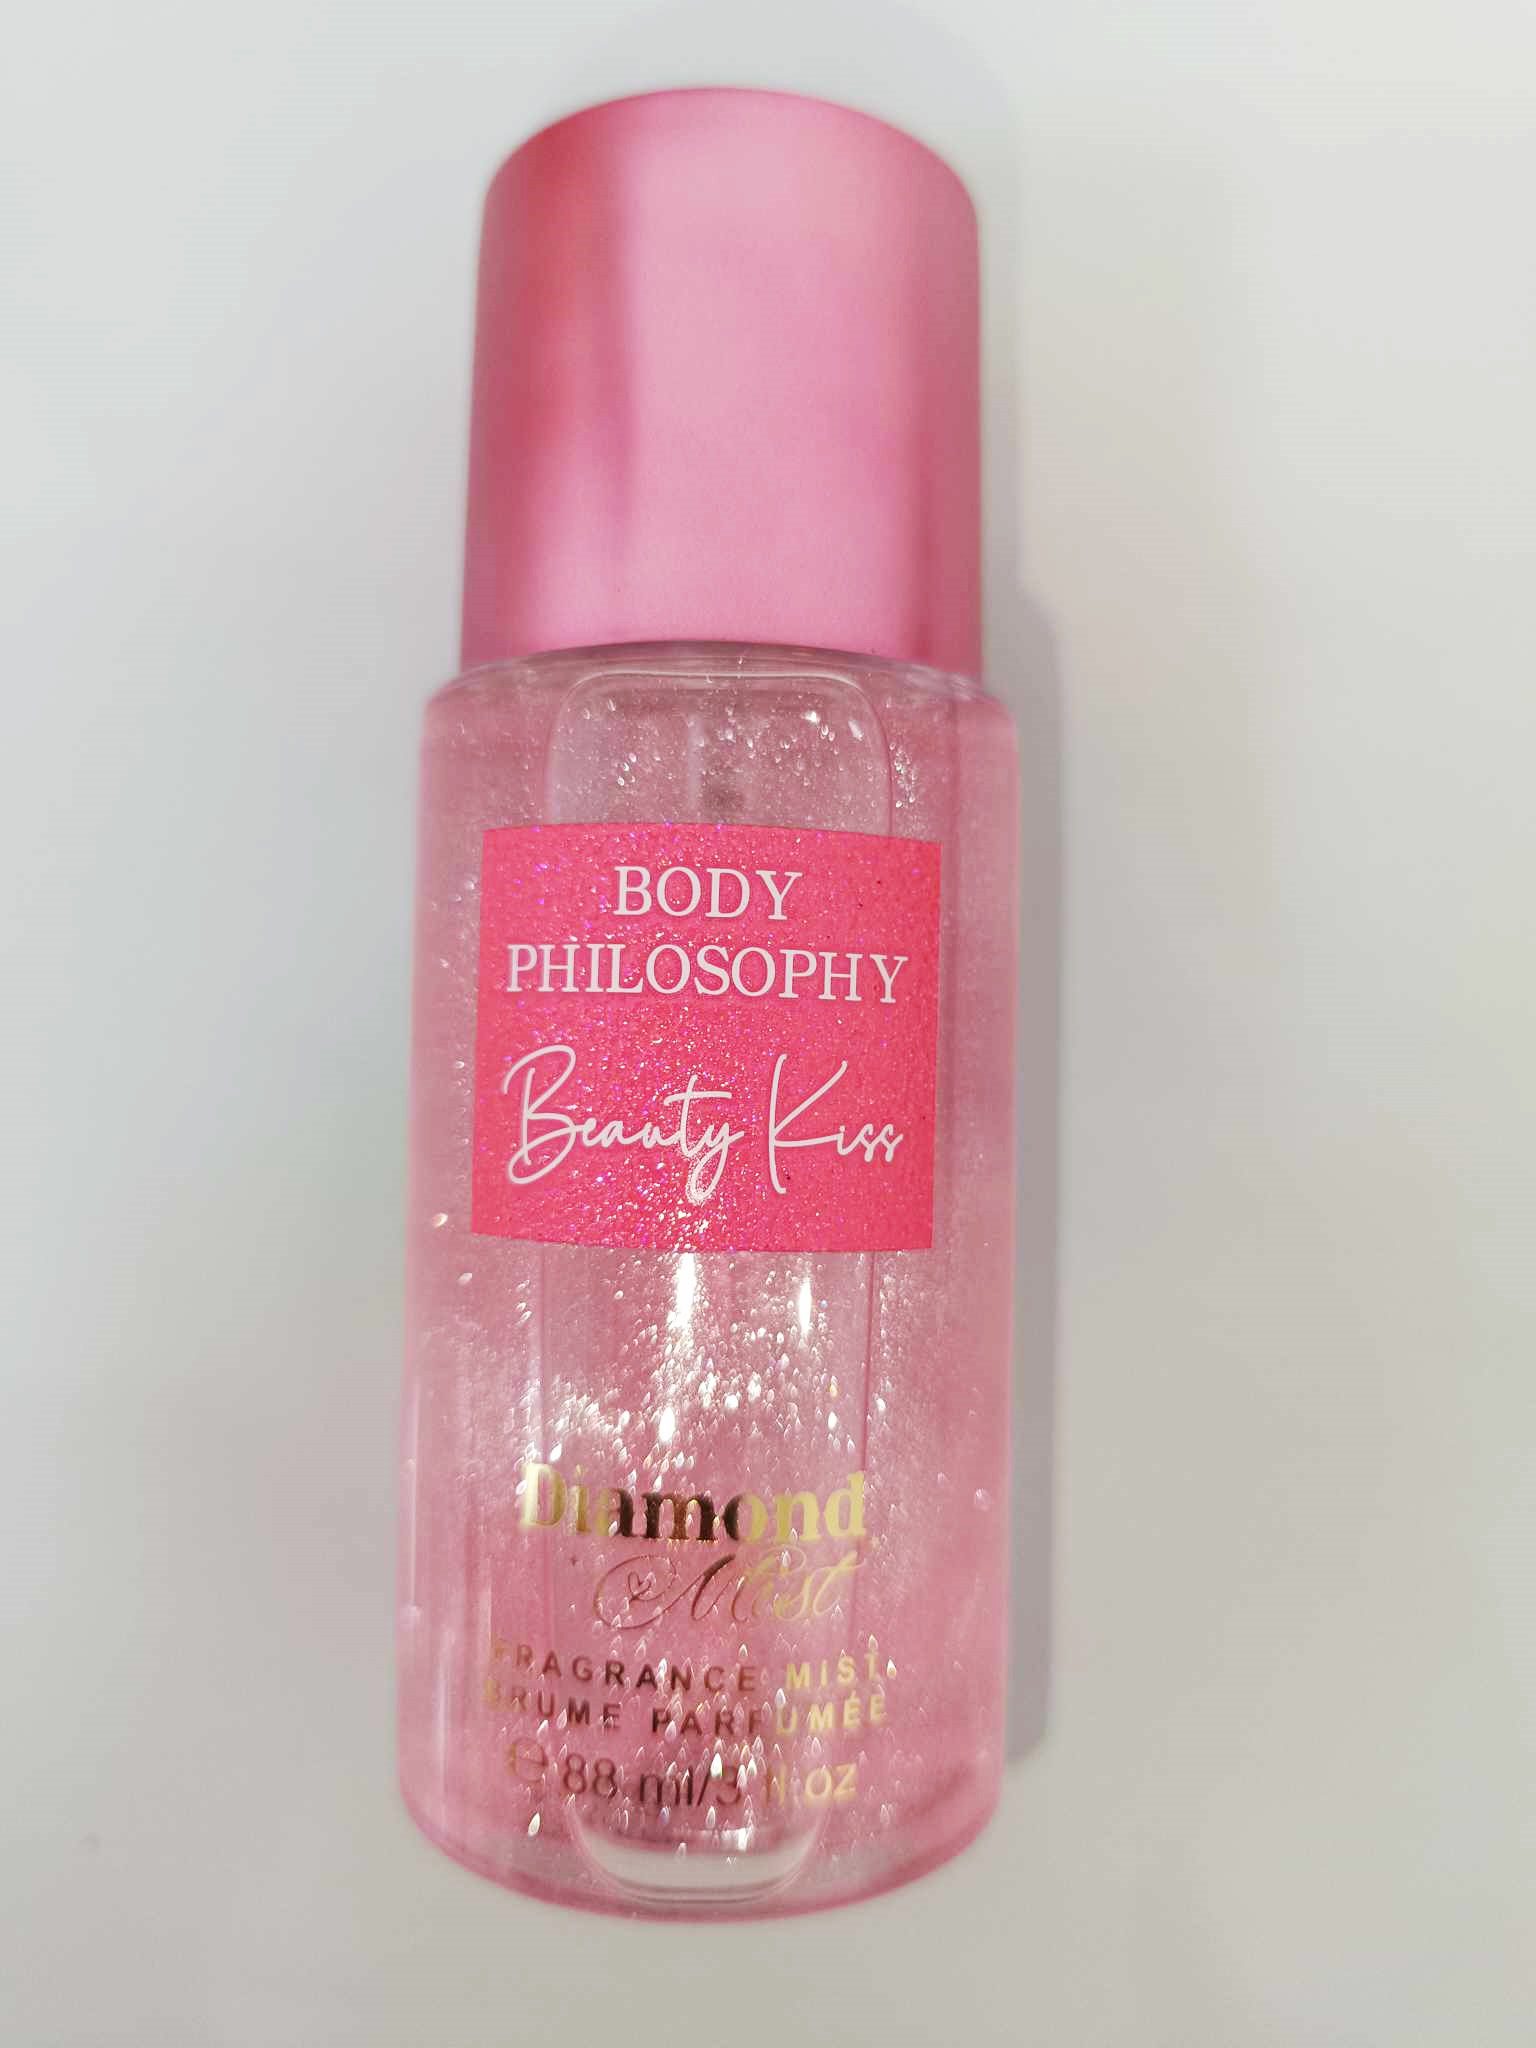 BODY
PHILOSOPHY
Beauty Kiss
Diamond
Mist
FRAGRANCE MIST
BRUME PARFUMÉE
℮ 88 ml/3 fl oz